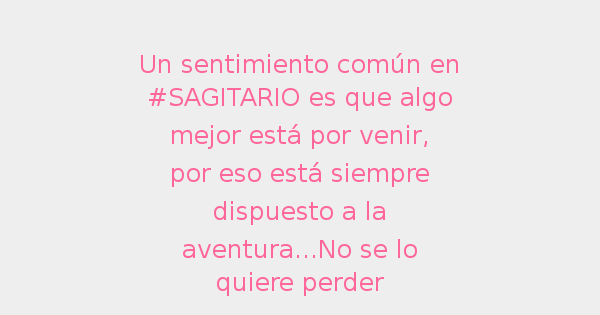 Un sentimiento común en
#SAGITARIO es que algo
mejor está por venir,
por eso está siempre
dispuesto a la
aventura...No se lo
quiere perder